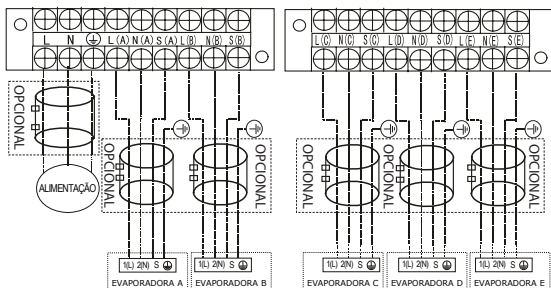 L N L(A) N(A) S(A) L(B) N(B) S(B)
L(C) N(C) S(C) L(D) N(D) S(D) L(E) N(E) S(E)
OPCIONAL
OPCIONAL
OPCIONAL
OPCIONAL
OPCIONAL
OPCIONAL
ALIMENTAÇÃO
1(L) 2(N) S
1(L) 2(N) S
1(L) 2(N) S
1(L) 2(N) S
1(L) 2(N) S
EVAPORADORA A
EVAPORADORA B
EVAPORADORA C
EVAPORADORA D
EVAPORADORA E